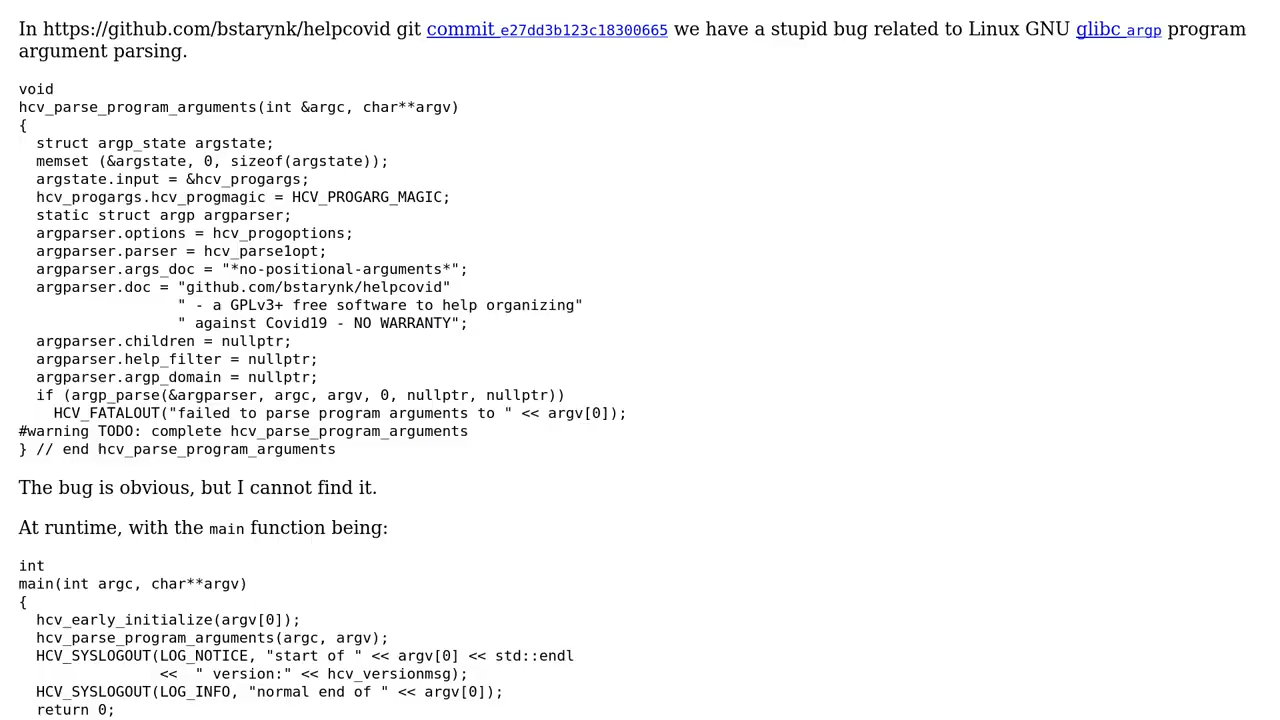 In https://github.com/bstarynk/helpcovid git commit e27dd3b123c18300665 we have a stupid bug related to Linux GNU glibc argp program
argument parsing.
void
hcv_parse_program_arguments(int &argc, char**argv)
{
  struct argp_state argstate;
  memset (&argstate, 0, sizeof(argstate));
  argstate.input = &hcv_progargs;
  hcv_progargs.hcv_progmagic = HCV_PROGARG_MAGIC;
  static struct argp argparser;
  argparser.options = hcv_progoptions;
  argparser.parser = hcv_parse1opt;
  argparser.args_doc = "*no-positional-arguments*";
  argparser.doc = "github.com/bstarynk/helpcovid"
                  " - a GPLv3+ free software to help organizing"
                  " against Covid19 - NO WARRANTY";
  argparser.children = nullptr;
  argparser.help_filter = nullptr;
  argparser.argp_domain = nullptr;
  if (argp_parse(&argparser, argc, argv, 0, nullptr, nullptr))
    HCV_FATALOUT("failed to parse program arguments to " << argv[0]);
#warning TODO: complete hcv_parse_program_arguments
} // end hcv_parse_program_arguments
The bug is obvious, but I cannot find it.
At runtime, with the main function being:
int
main(int argc, char**argv)
{
  hcv_early_initialize(argv[0]);
  hcv_parse_program_arguments(argc, argv);
  HCV_SYSLOGOUT(LOG_NOTICE, "start of " << argv[0] << std::endl
                <<  " version:" << hcv_versionmsg);
  HCV_SYSLOGOUT(LOG_INFO, "normal end of " << argv[0]);
  return 0;